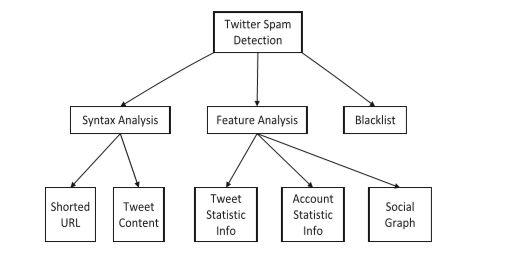 Twitter Spam
Detection
Syntax Analysis
Feature Analysis
Blacklist
Shorted
URL
Tweet
Content
Tweet
Statistic
Info
Account
Statistic
Info
Social
Graph